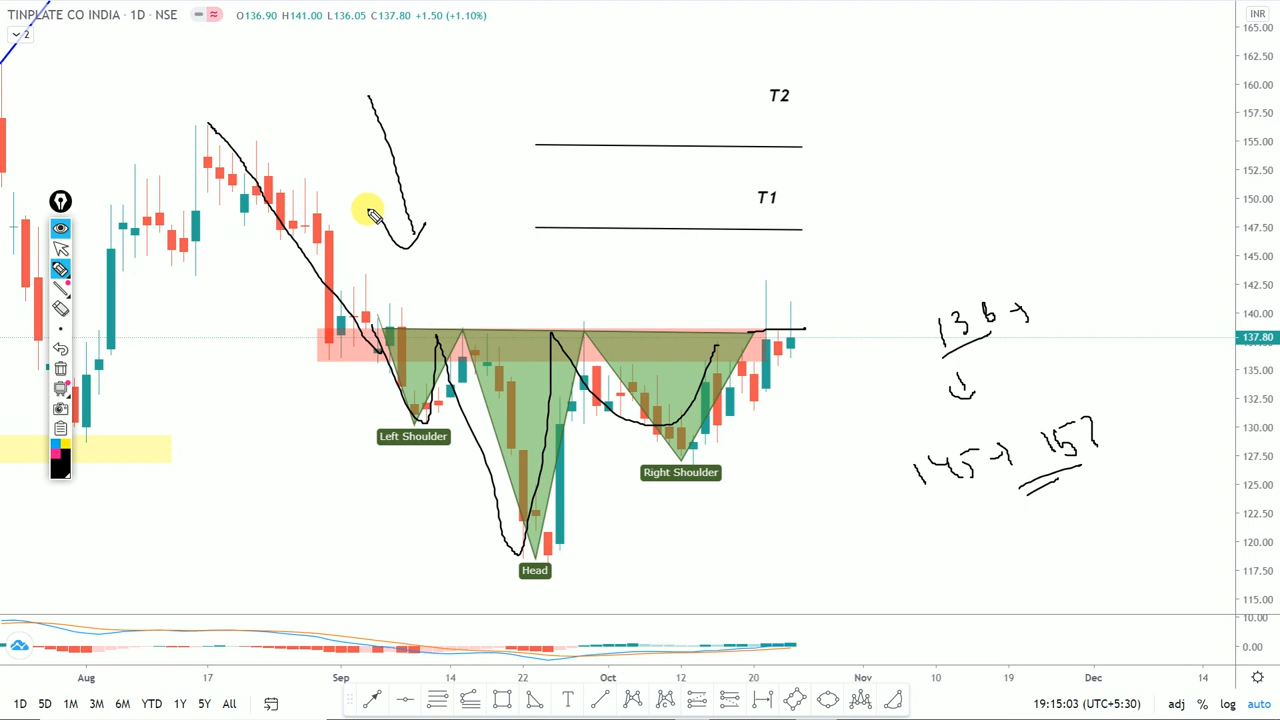 TINPLATE CO INDIA · 1D · NSE
O136.90 H141.00 L136.05 C137.80 +1.50 (+1.10%)
INR
2
165.00
162.50
160.00
157.50
155.00
152.50
150.00
147.50
145.00
142.50
137.80
135.00
132.50
130.00
127.50
125.00
122.50
120.00
117.50
115.00
10.00
0.00
T2
T1
136
145 → 157
Left Shoulder
Right Shoulder
Head
Aug
17
Sep
14
22
Oct
12
20
Nov
10
19
Dec
14
1D 5D 1M 3M 6M YTD 1Y 5Y All
19:15:03 (UTC+5:30)
adj % log auto